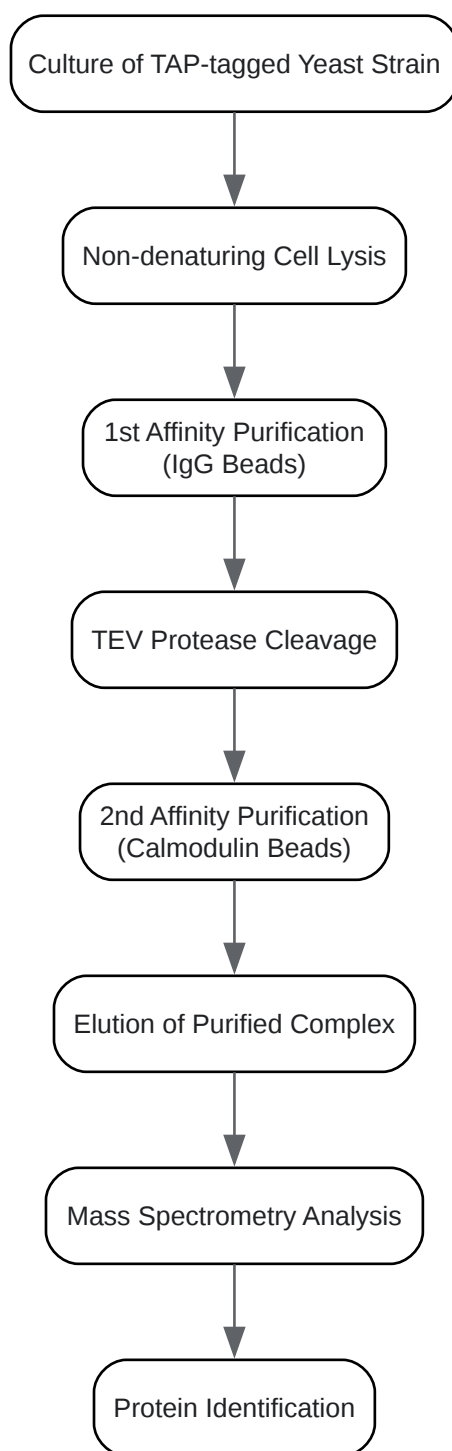 Culture of TAP-tagged Yeast Strain
Non-denaturing Cell Lysis
1st Affinity Purification
(IgG Beads)
TEV Protease Cleavage
2nd Affinity Purification
(Calmodulin Beads)
Elution of Purified Complex
Mass Spectrometry Analysis
Protein Identification